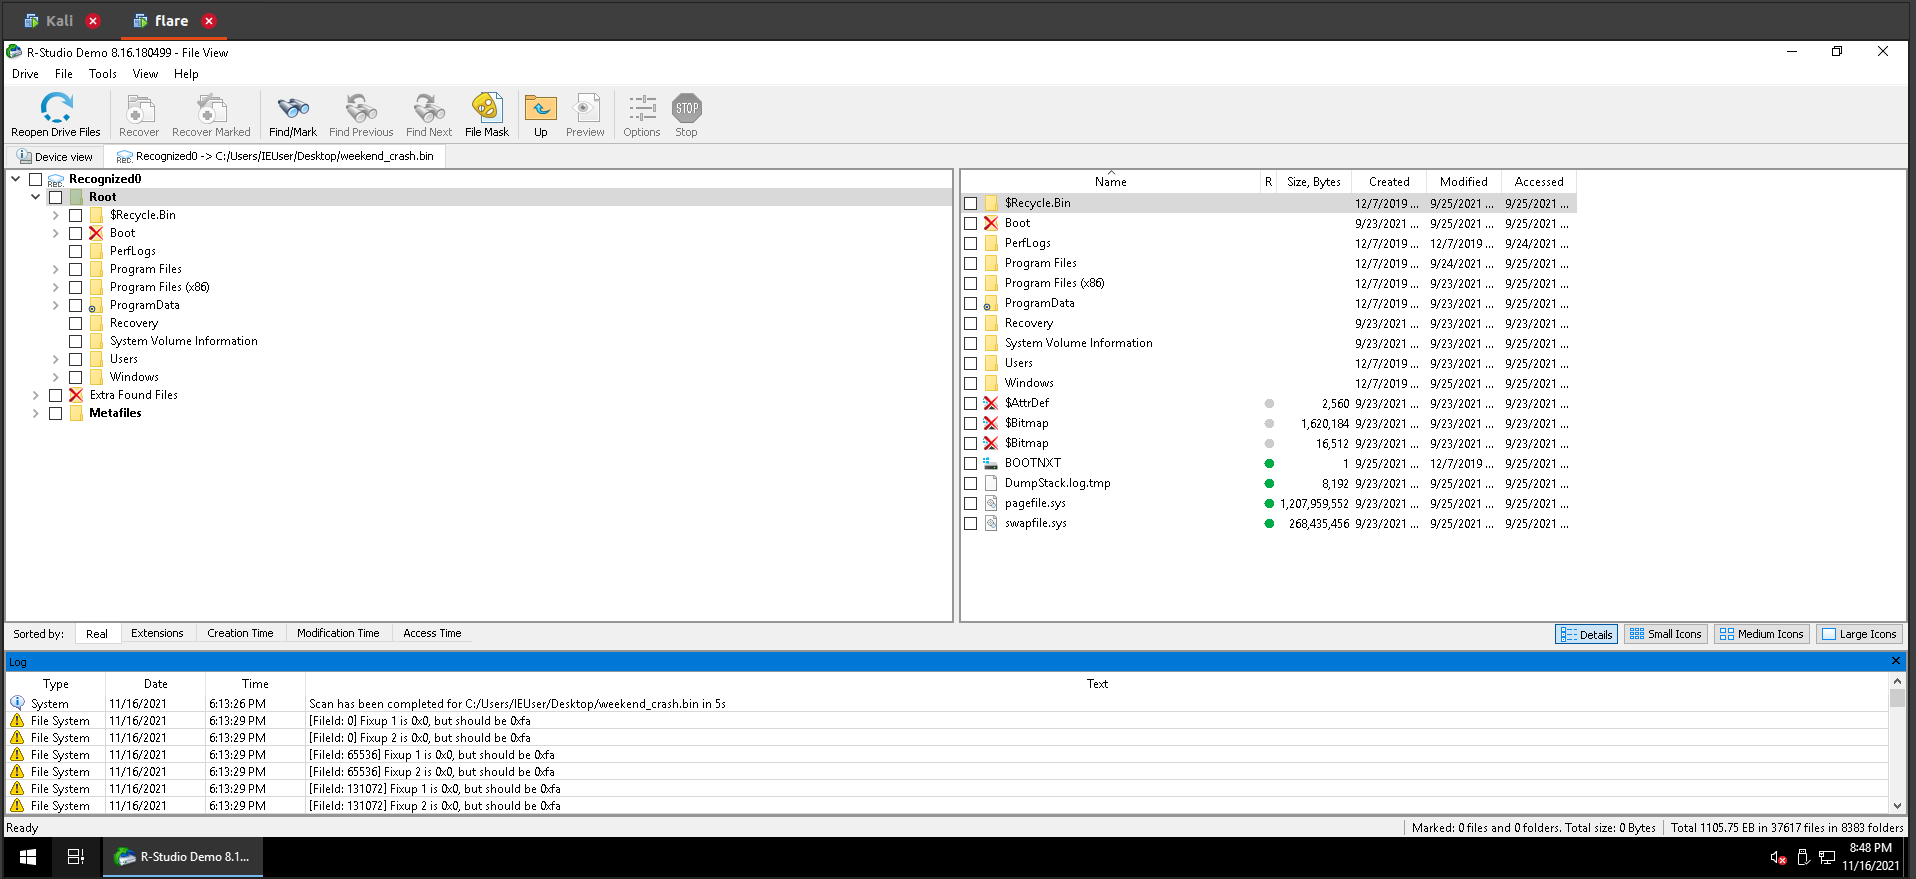 Kali
flare
R-Studio Demo 8.16.180499 - File View
Drive File Tools View Help
Reopen Drive Files Recover Recover Marked Find/Mark Find Previous Find Next File Mask Up Preview Options STOP Stop
Device view
REC. Recognized0 -> C:/Users/IEUser/Desktop/weekend_crash.bin
REC. Recognized0
Root
$Recycle.Bin
Boot
PerfLogs
Program Files
Program Files (x86)
ProgramData
Recovery
System Volume Information
Users
Windows
Extra Found Files
Metafiles
Name R Size, Bytes Created Modified Accessed
$Recycle.Bin 12/7/2019 ... 9/25/2021 ... 9/25/2021 ...
Boot 9/23/2021 ... 9/25/2021 ... 9/25/2021 ...
PerfLogs 12/7/2019 ... 12/7/2019 ... 9/24/2021 ...
Program Files 12/7/2019 ... 9/24/2021 ... 9/25/2021 ...
Program Files (x86) 12/7/2019 ... 9/23/2021 ... 9/25/2021 ...
ProgramData 12/7/2019 ... 9/23/2021 ... 9/25/2021 ...
Recovery 9/23/2021 ... 9/23/2021 ... 9/23/2021 ...
System Volume Information 9/23/2021 ... 9/23/2021 ... 9/25/2021 ...
Users 12/7/2019 ... 9/23/2021 ... 9/25/2021 ...
Windows 12/7/2019 ... 9/25/2021 ... 9/25/2021 ...
$AttrDef 2,560 9/23/2021 ... 9/23/2021 ... 9/23/2021 ...
$Bitmap 1,620,184 9/23/2021 ... 9/23/2021 ... 9/23/2021 ...
$Bitmap 16,512 9/23/2021 ... 9/23/2021 ... 9/23/2021 ...
BOOTNXT 1 9/25/2021 ... 12/7/2019 ... 9/25/2021 ...
DumpStack.log.tmp 8,192 9/23/2021 ... 9/25/2021 ... 9/25/2021 ...
pagefile.sys 1,207,959,552 9/23/2021 ... 9/25/2021 ... 9/25/2021 ...
swapfile.sys 268,435,456 9/23/2021 ... 9/25/2021 ... 9/25/2021 ...
Sorted by: Real Extensions Creation Time Modification Time Access Time
Details Small Icons Medium Icons Large Icons
Log
Type Date Time Text
System 11/16/2021 6:13:26 PM Scan has been completed for C:/Users/IEUser/Desktop/weekend_crash.bin in 5s
File System 11/16/2021 6:13:29 PM [FileId: 0] Fixup 1 is 0x0, but should be 0xfa
File System 11/16/2021 6:13:29 PM [FileId: 0] Fixup 2 is 0x0, but should be 0xfa
File System 11/16/2021 6:13:29 PM [FileId: 65536] Fixup 1 is 0x0, but should be 0xfa
File System 11/16/2021 6:13:29 PM [FileId: 65536] Fixup 2 is 0x0, but should be 0xfa
File System 11/16/2021 6:13:29 PM [FileId: 131072] Fixup 1 is 0x0, but should be 0xfa
File System 11/16/2021 6:13:29 PM [FileId: 131072] Fixup 2 is 0x0, but should be 0xfa
Ready
Marked: 0 files and 0 folders. Total size: 0 Bytes
Total 1105.75 EB in 37617 files in 8383 folders
R-Studio Demo 8.1...
8:48 PM
11/16/2021